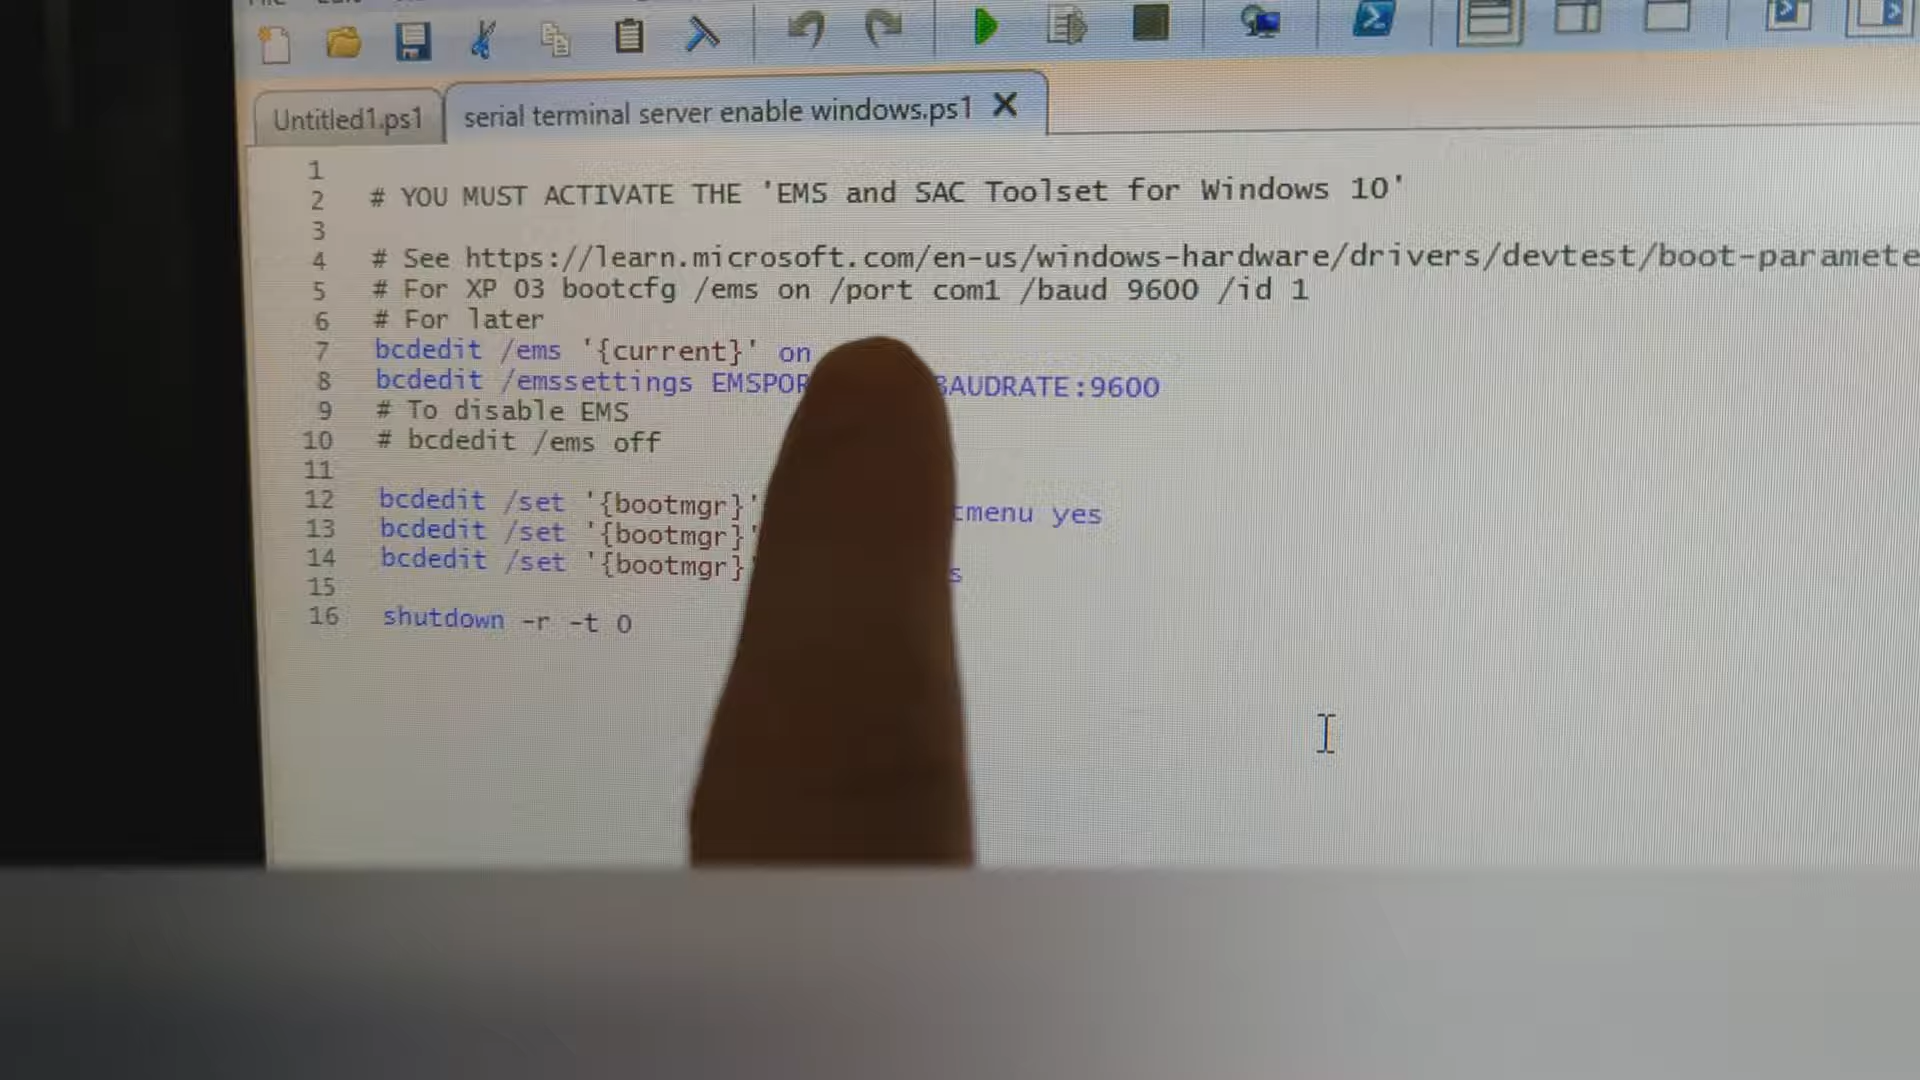 Untitled1.ps1
serial terminal server enable windows.ps1 X
1
2 # YOU MUST ACTIVATE THE 'EMS and SAC Toolset for Windows 10'
3
4 # See https://learn.microsoft.com/en-us/windows-hardware/drivers/devtest/boot-paramete
5 # For XP 03 bootcfg /ems on /port com1 /baud 9600 /id 1
6 # For later
7 bcdedit /ems '{current}' on
8 bcdedit /emssettings EMSPOR BAUDRATE:9600
9 # To disable EMS
10 # bcdedit /ems off
11
12 bcdedit /set '{bootmgr}' tmenu yes
13 bcdedit /set '{bootmgr}'
14 bcdedit /set '{bootmgr} s
15
16 shutdown -r -t 0